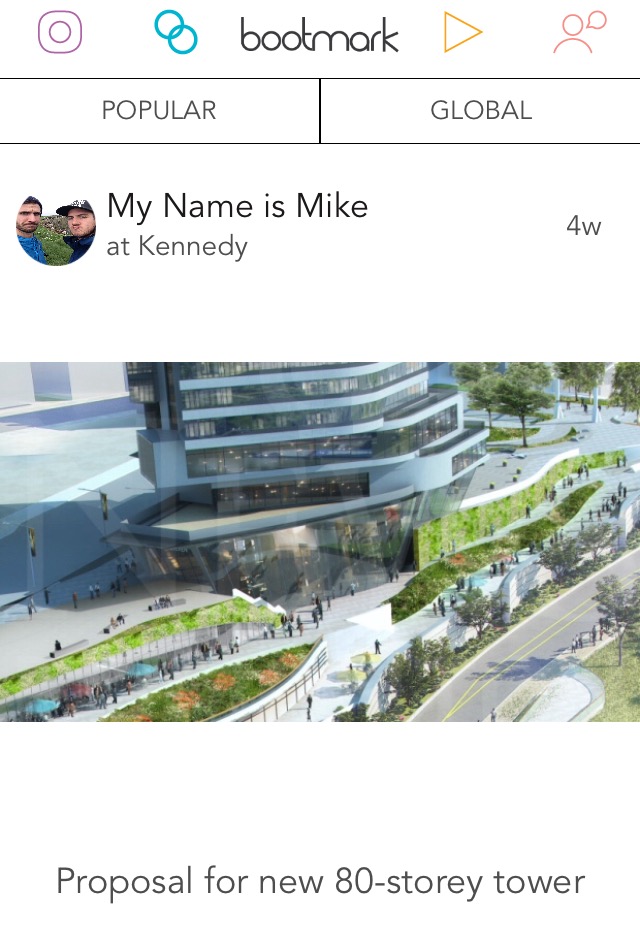 bootmark
POPULAR
GLOBAL
My Name is Mike
at Kennedy
4w
Proposal for new 80-storey tower